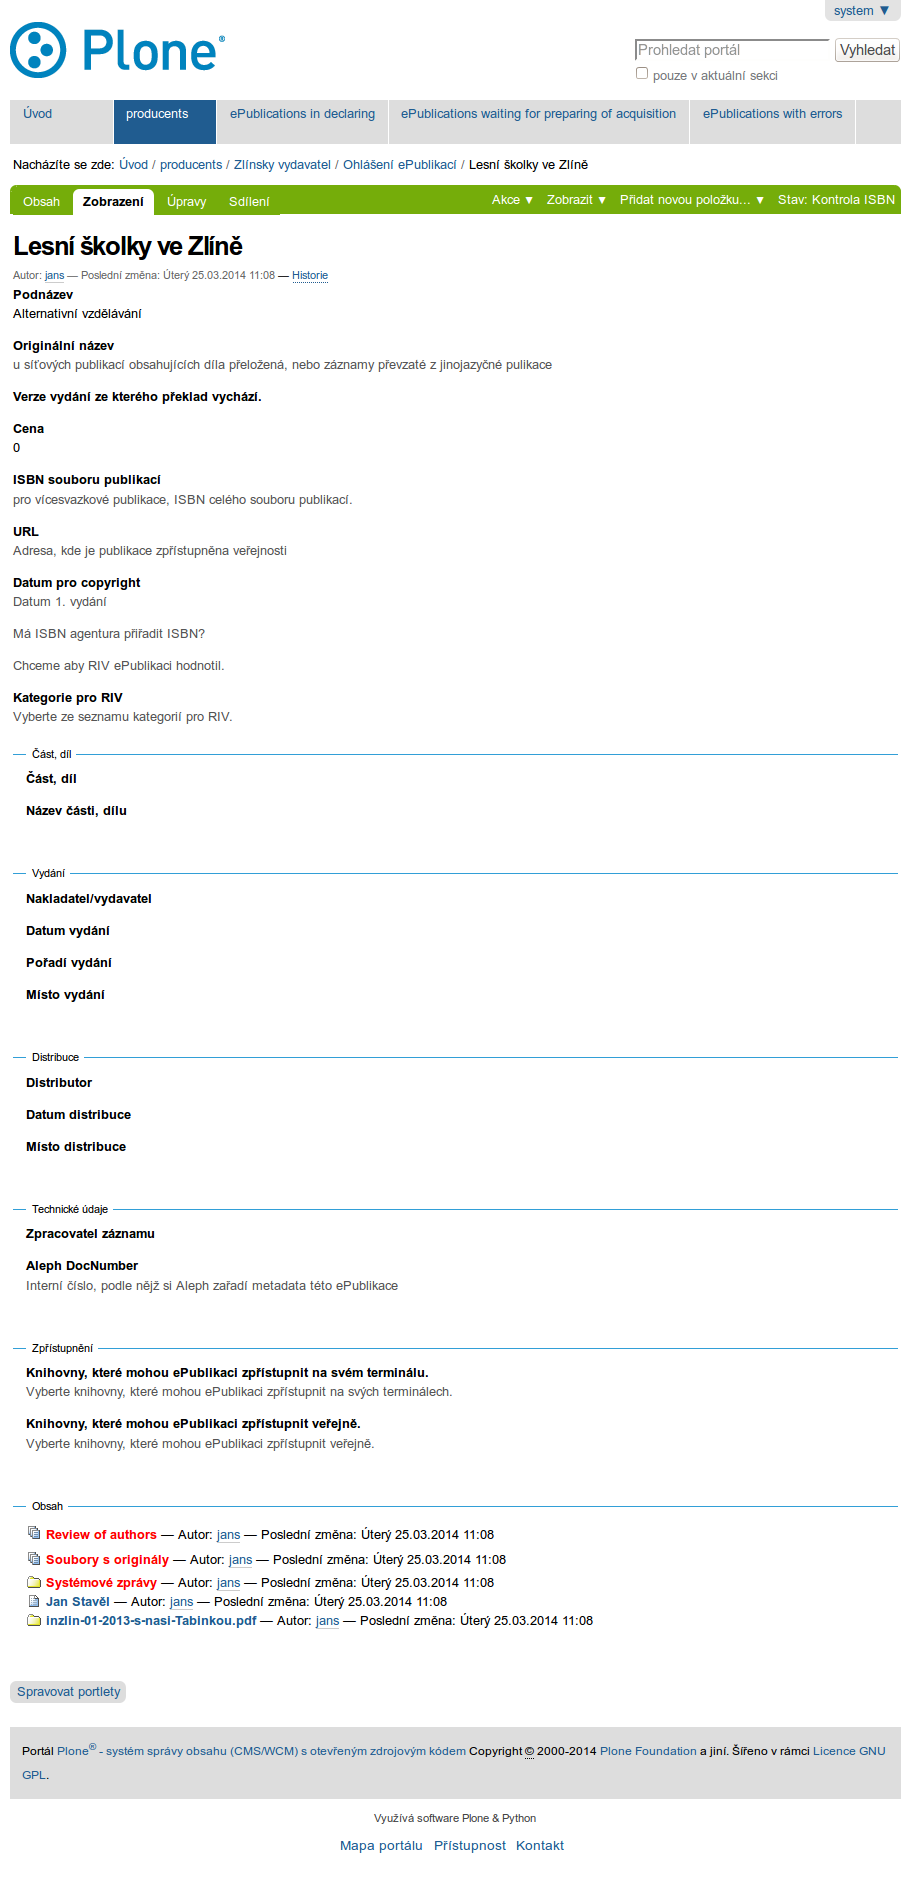 system ▼
Plone®
Prohledat portál Vyhledat
pouze v aktuální sekci
Úvod producents ePublications in declaring ePublications waiting for preparing of acquisition ePublications with errors
Nacházíte se zde: Úvod / producents / Zlínsky vydavatel / Ohlášení ePublikací / Lesní školky ve Zlíně
Obsah Zobrazení Úpravy Sdílení Akce ▼ Zobrazit ▼ Přidat novou položku... ▼ Stav: Kontrola ISBN
Lesní školky ve Zlíně
Autor: jans — Poslední změna: Úterý 25.03.2014 11:08 — Historie
Podnázev
Alternativní vzdělávání
Originální název
u síťových publikací obsahujících díla přeložená, nebo záznamy převzaté z jinojazyčné pulikace
Verze vydání ze kterého překlad vychází.
Cena
0
ISBN souboru publikací
pro vícesvazkové publikace, ISBN celého souboru publikací.
URL
Adresa, kde je publikace zpřístupněna veřejnosti
Datum pro copyright
Datum 1. vydání
Má ISBN agentura přiřadit ISBN?
Chceme aby RIV ePublikaci hodnotil.
Kategorie pro RIV
Vyberte ze seznamu kategorií pro RIV.
Část, díl
Část, díl
Název části, dílu
Vydání
Nakladatel/vydavatel
Datum vydání
Pořadí vydání
Místo vydání
Distribuce
Distributor
Datum distribuce
Místo distribuce
Technické údaje
Zpracovatel záznamu
Aleph DocNumber
Interní číslo, podle nějž si Aleph zařadí metadata této ePublikace
Zpřístupnění
Knihovny, které mohou ePublikaci zpřístupnit na svém terminálu.
Vyberte knihovny, které mohou ePublikaci zpřístupnit na svých terminálech.
Knihovny, které mohou ePublikaci zpřístupnit veřejně.
Vyberte knihovny, které mohou ePublikaci zpřístupnit veřejně.
Obsah
Review of authors — Autor: jans — Poslední změna: Úterý 25.03.2014 11:08
Soubory s originály — Autor: jans — Poslední změna: Úterý 25.03.2014 11:08
Systémové zprávy — Autor: jans — Poslední změna: Úterý 25.03.2014 11:08
Jan Stavěl — Autor: jans — Poslední změna: Úterý 25.03.2014 11:08
inzlin-01-2013-s-nasi-Tabinkou.pdf — Autor: jans — Poslední změna: Úterý 25.03.2014 11:08
Spravovat portlety
Portál Plone® - systém správy obsahu (CMS/WCM) s otevřeným zdrojovým kódem Copyright © 2000-2014 Plone Foundation a jiní. Šířeno v rámci Licence GNU
GPL.
Využívá software Plone & Python
Mapa portálu Přístupnost Kontakt